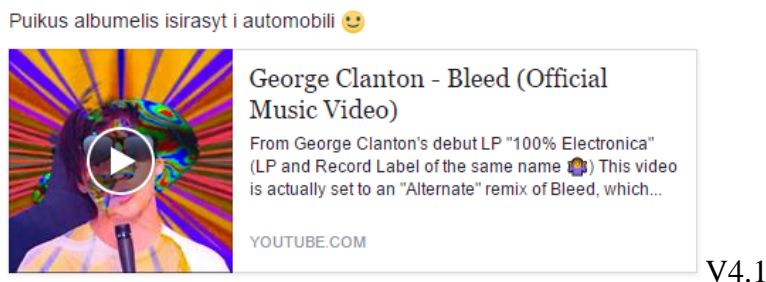 Puikus albumelis isirasyt i automobili 🙂
George Clanton - Bleed (Official
Music Video)
From George Clanton's debut LP "100% Electronica"
(LP and Record Label of the same name 🤷) This video
is actually set to an "Alternate" remix of Bleed, which...
YOUTUBE.COM
V4.1